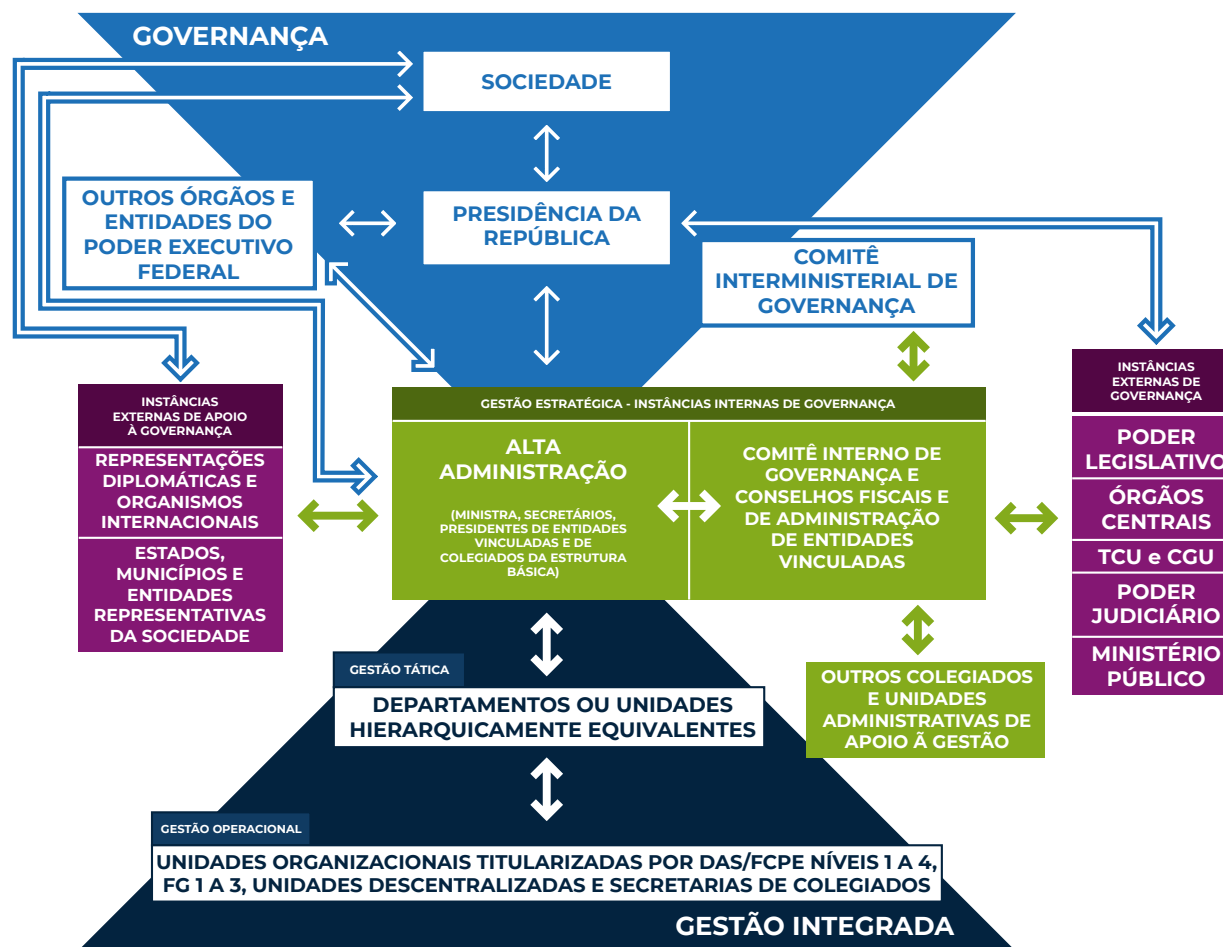 GOVERNANÇA
SOCIEDADE
OUTROS ÓRGÃOS E
ENTIDADES DO
PODER EXECUTIVO
FEDERAL
PRESIDÊNCIA DA
REPÚBLICA
COMITÊ
INTERMINISTERIAL DE
GOVERNANÇA
INSTÂNCIAS
EXTERNAS DE APOIO
À GOVERNANÇA
REPRESENTAÇÕES
DIPLOMÁTICAS E
ORGANISMOS
INTERNACIONAIS
ESTADOS,
MUNICÍPIOS E
ENTIDADES
REPRESENTATIVAS
DA SOCIEDADE
GESTÃO ESTRATÉGICA - INSTÂNCIAS INTERNAS DE GOVERNANÇA
ALTA
ADMINISTRAÇÃO
(MINISTRA, SECRETÁRIOS,
PRESIDENTES DE ENTIDADES
VINCULADAS E DE
COLEGIADOS DA ESTRUTURA
BÁSICA)
COMITÊ INTERNO DE
GOVERNANÇA E
CONSELHOS FISCAIS E
DE ADMINISTRAÇÃO
DE ENTIDADES
VINCULADAS
INSTÂNCIAS
EXTERNAS DE
GOVERNANÇA
PODER
LEGISLATIVO
ÓRGÃOS
CENTRAIS
TCU e CGU
PODER
JUDICIÁRIO
MINISTÉRIO
PÚBLICO
OUTROS COLEGIADOS
E UNIDADES
ADMINISTRATIVAS DE
APOIO Ã GESTÃO
GESTÃO TÁTICA
DEPARTAMENTOS OU UNIDADES
HIERARQUICAMENTE EQUIVALENTES
GESTÃO OPERACIONAL
UNIDADES ORGANIZACIONAIS TITULARIZADAS POR DAS/FCPE NÍVEIS 1 A 4,
FG 1 A 3, UNIDADES DESCENTRALIZADAS E SECRETARIAS DE COLEGIADOS
GESTÃO INTEGRADA